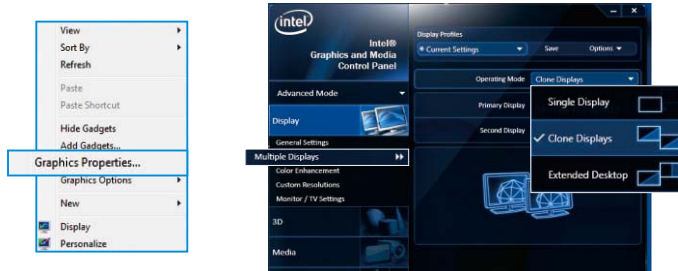 View
Sort By
Refresh
Paste
Paste Shortcut
Hide Gadgets
Add Gadgets...
Graphics Properties...
Graphics Options
New
Display
Personalize
intel
Intel®
Graphics and Media
Control Panel
Advanced Mode
Display
General Settings
Multiple Displays
Color Enhancement
Custom Resolutions
Monitor / TV Settings
3D
Media
Display Profiles
* Current Settings
Save
Options
Operating Mode
Clone Displays
Primary Display
Second Display
Single Display
✓ Clone Displays
Extended Desktop